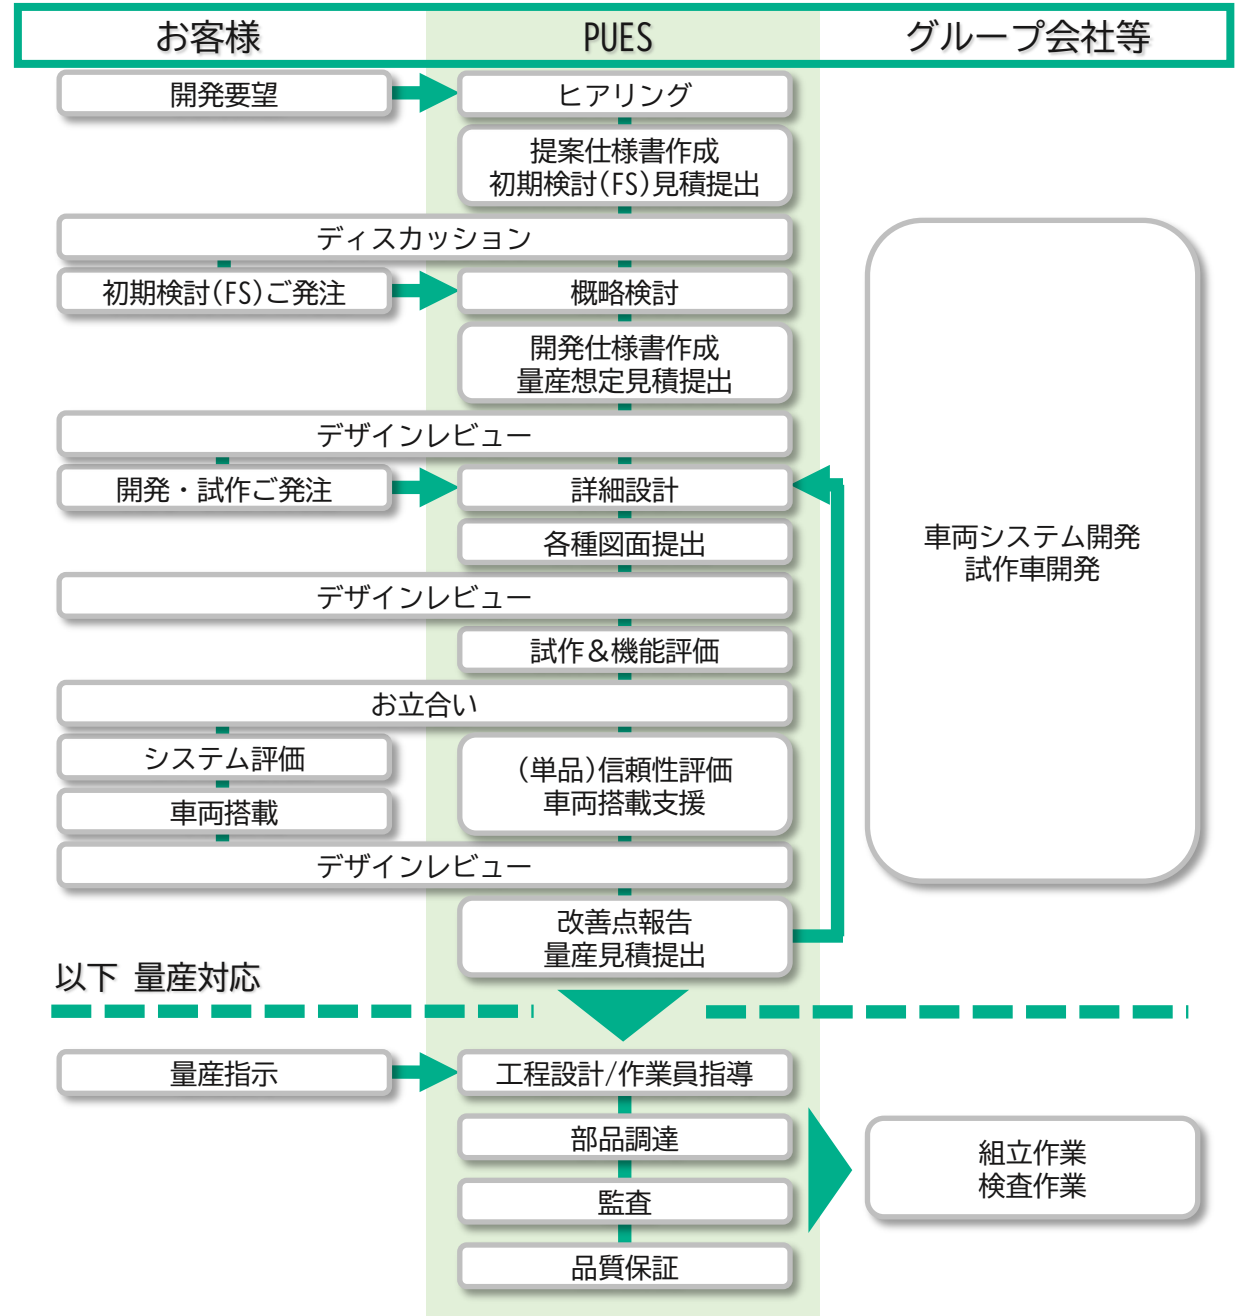 お客様
PUES
グループ会社等
開発要望
ヒアリング
提案仕様書作成
初期検討(FS)見積提出
ディスカッション
初期検討(FS)ご発注
概略検討
開発仕様書作成
量産想定見積提出
デザインレビュー
開発・試作ご発注
詳細設計
各種図面提出
デザインレビュー
試作＆機能評価
お立合い
システム評価
車両搭載
(単品)信頼性評価
車両搭載支援
デザインレビュー
改善点報告
量産見積提出
車両システム開発
試作車開発
以下 量産対応
量産指示
工程設計/作業員指導
部品調達
監査
品質保証
組立作業
検査作業